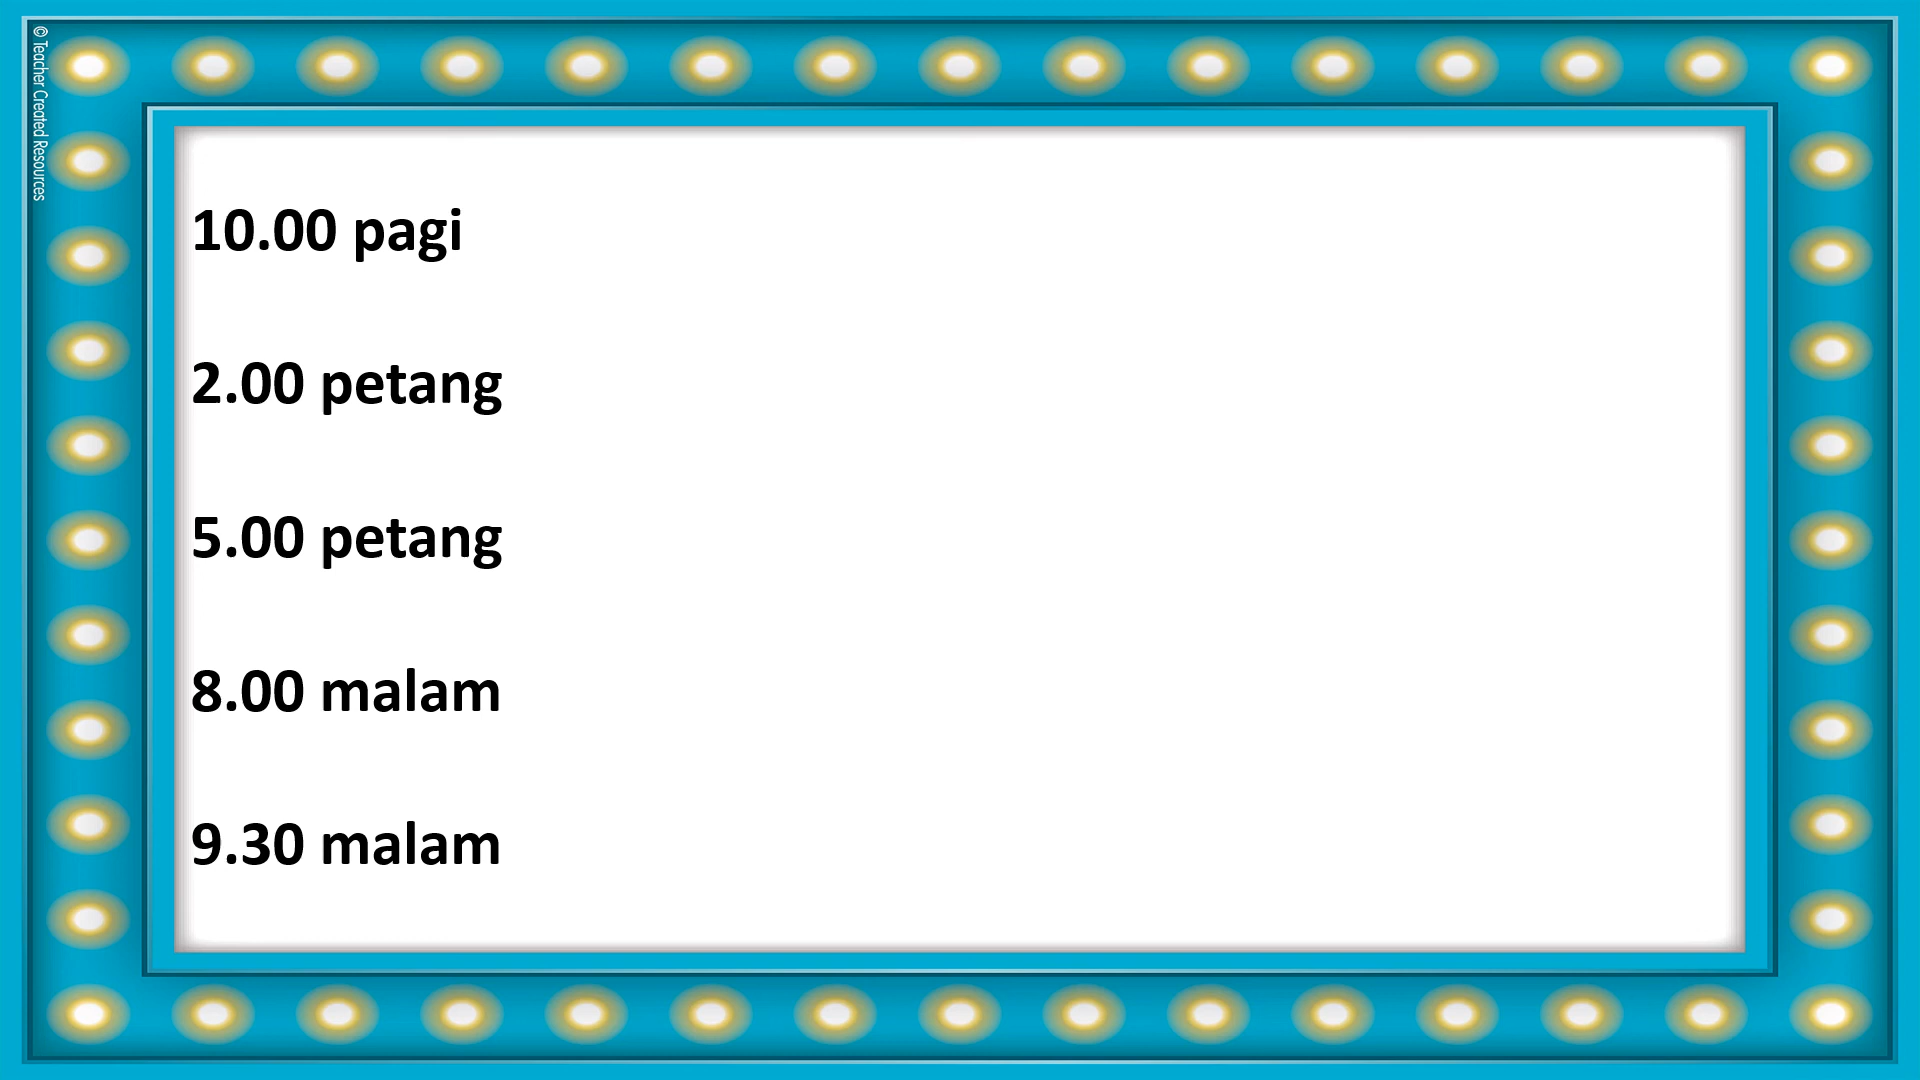 © Teacher Created Resources
10.00 pagi
2.00 petang
5.00 petang
8.00 malam
9.30 malam